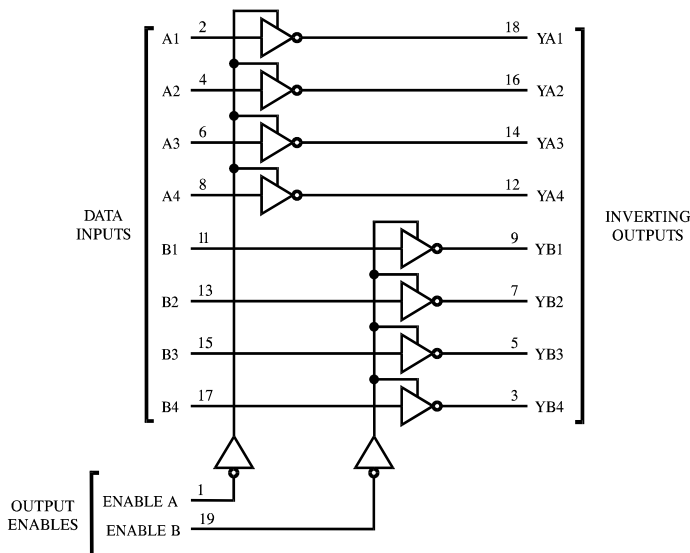 A1 2 18 YA1
A2 4 16 YA2
A3 6 14 YA3
A4 8 12 YA4
DATA
INPUTS
INVERTING
OUTPUTS
B1 11 9 YB1
B2 13 7 YB2
B3 15 5 YB3
B4 17 3 YB4
OUTPUT
ENABLES
ENABLE A 1
ENABLE B 19